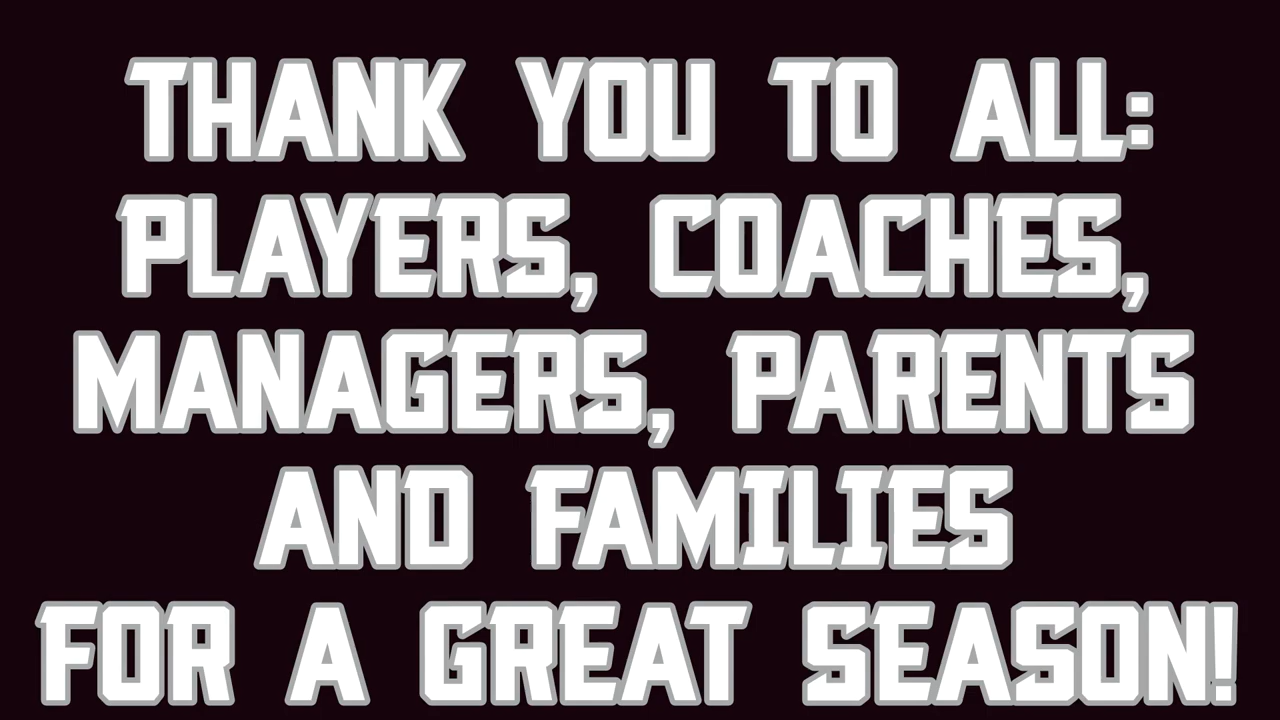 THANK YOU TO ALL:
PLAYERS, COACHES,
MANAGERS, PARENTS
AND FAMILIES
FOR A GREAT SEASON!